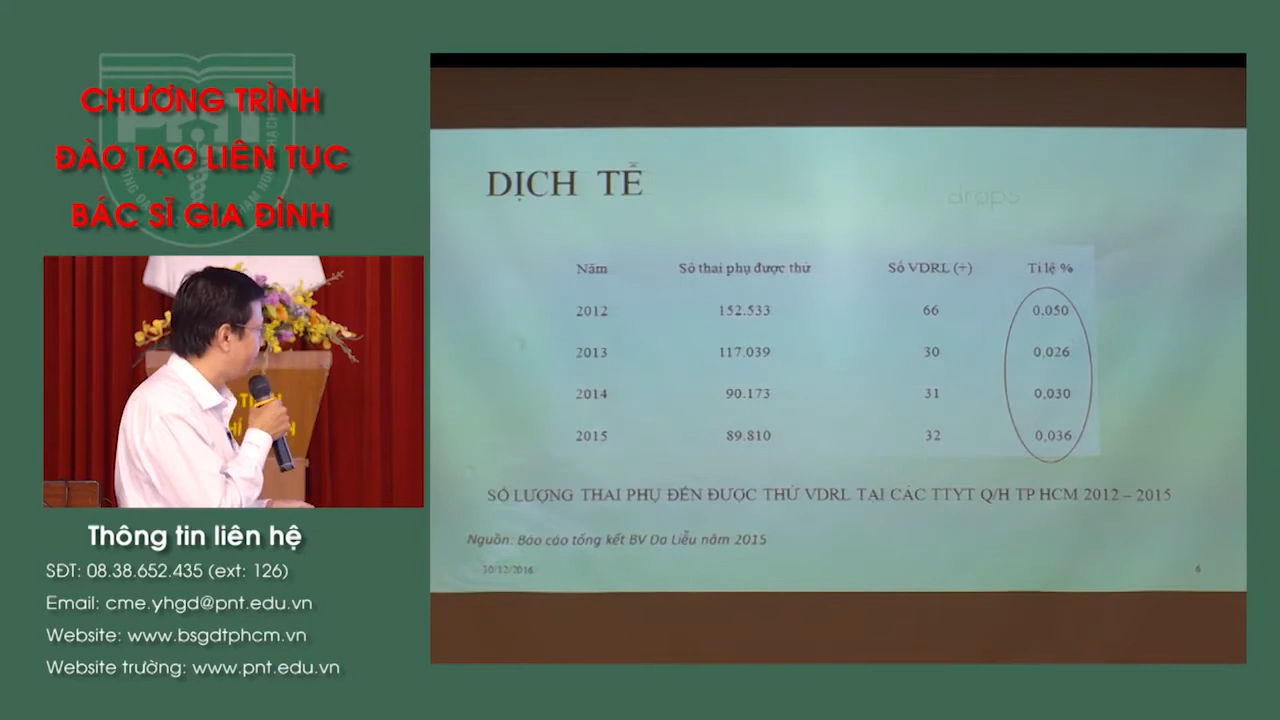 CHƯƠNG TRÌNH
ĐÀO TẠO LIÊN TỤC
BÁC SĨ GIA ĐÌNH
Thông tin liên hệ
SĐT: 08.38.652.435 (ext: 126)
Email: cme.yhgd@pnt.edu.vn
Website: www.bsgdtphcm.vn
Website trường: www.pnt.edu.vn
DỊCH TỄ
drops
Năm Số thai phụ được thử Số VDRL (+) Tỉ lệ %
2012 152.533 66 0,050
2013 117.039 30 0,026
2014 90.173 31 0,030
2015 89.810 32 0,036
SỐ LƯỢNG THAI PHỤ ĐẾN ĐƯỢC THỬ VDRL TẠI CÁC TTYT Q/H TP HCM 2012 – 2015
Nguồn: Báo cáo tổng kết BV Da Liễu năm 2015
30/12/2016 6